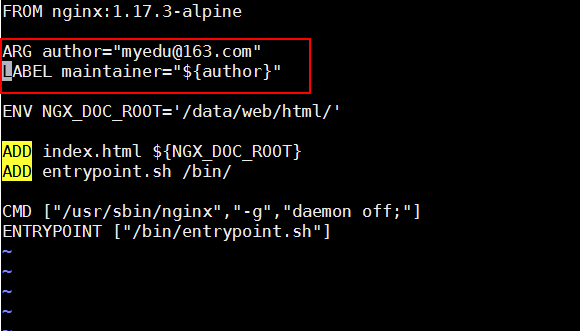 FROM nginx:1.17.3-alpine
ARG author="myedu@163.com"
LABEL maintainer="${author}"
ENV NGX_DOC_ROOT='/data/web/html/'
ADD index.html ${NGX_DOC_ROOT}
ADD entrypoint.sh /bin/
CMD ["/usr/sbin/nginx","-g","daemon off;"]
ENTRYPOINT ["/bin/entrypoint.sh"]
~
~
~
~
~